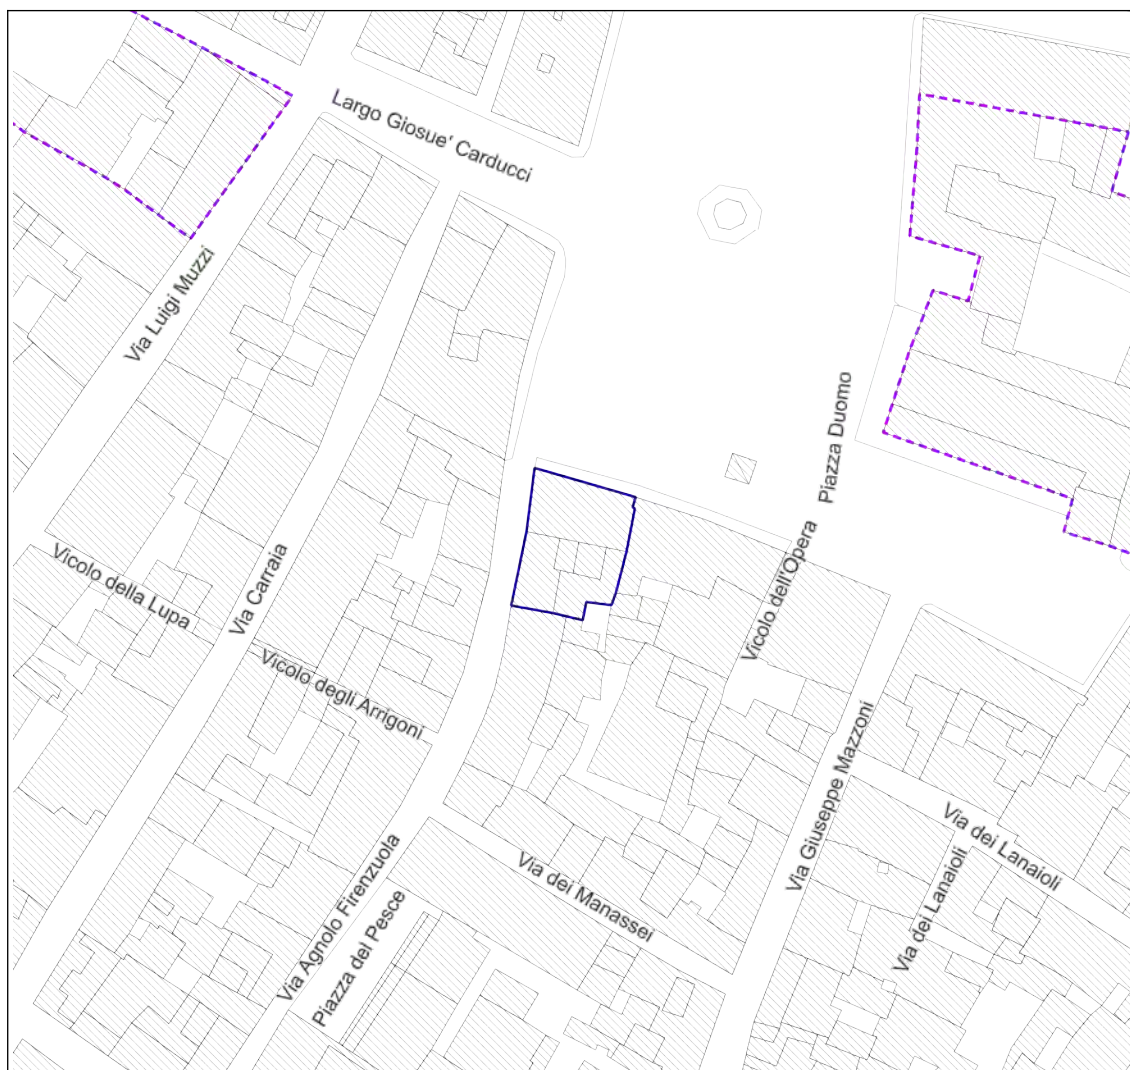 Largo Giosue' Carducci
Via Luigi Muzzi
Piazza Duomo
Vicolo della Lupa
Via Carraia
Vicolo dell'Opera
Vicolo degli Arrigoni
Via Giuseppe Mazzoni
Via dei Lanaioli
Via dei Lanaioli
Via dei Manassei
Via Agnolo Firenzuola
Piazza del Pesce